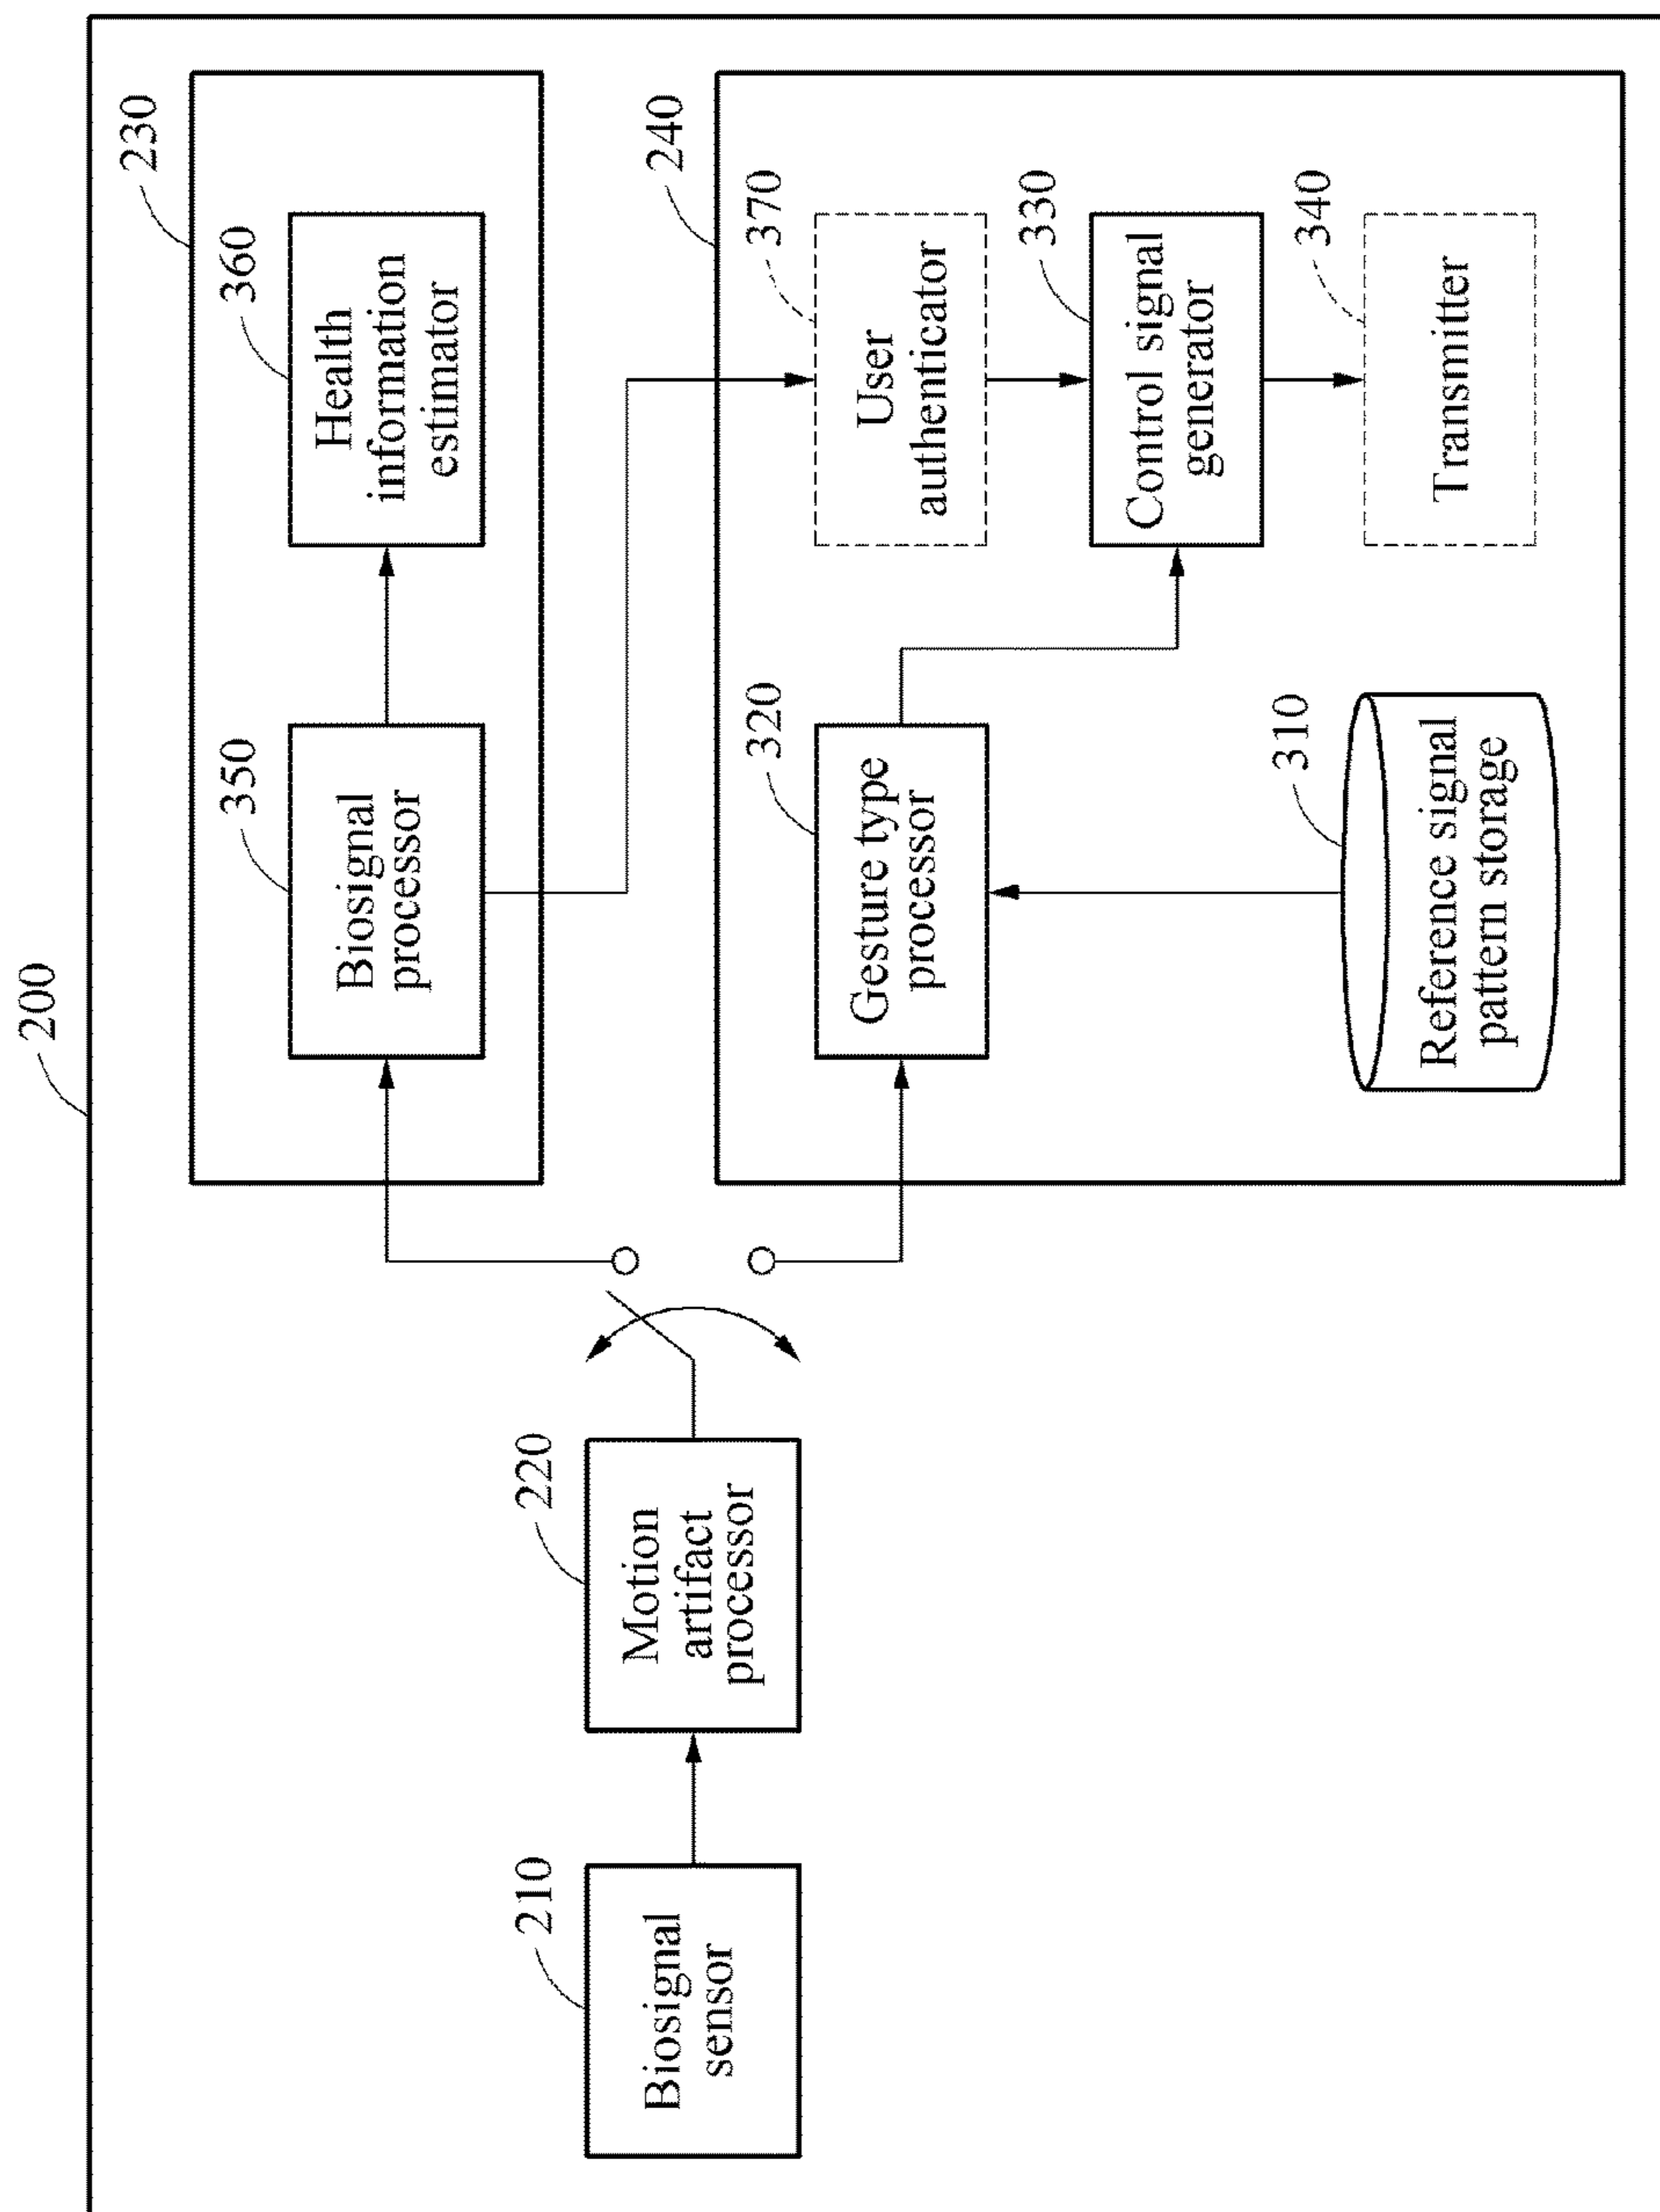 200
230
350
Biosignal
processor
360
Health
information
estimator
210
Biosignal
sensor
220
Motion
artifact
processor
240
320
Gesture type
processor
370
User
authenticator
330
Control signal
generator
310
Reference signal
pattern storage
340
Transmitter